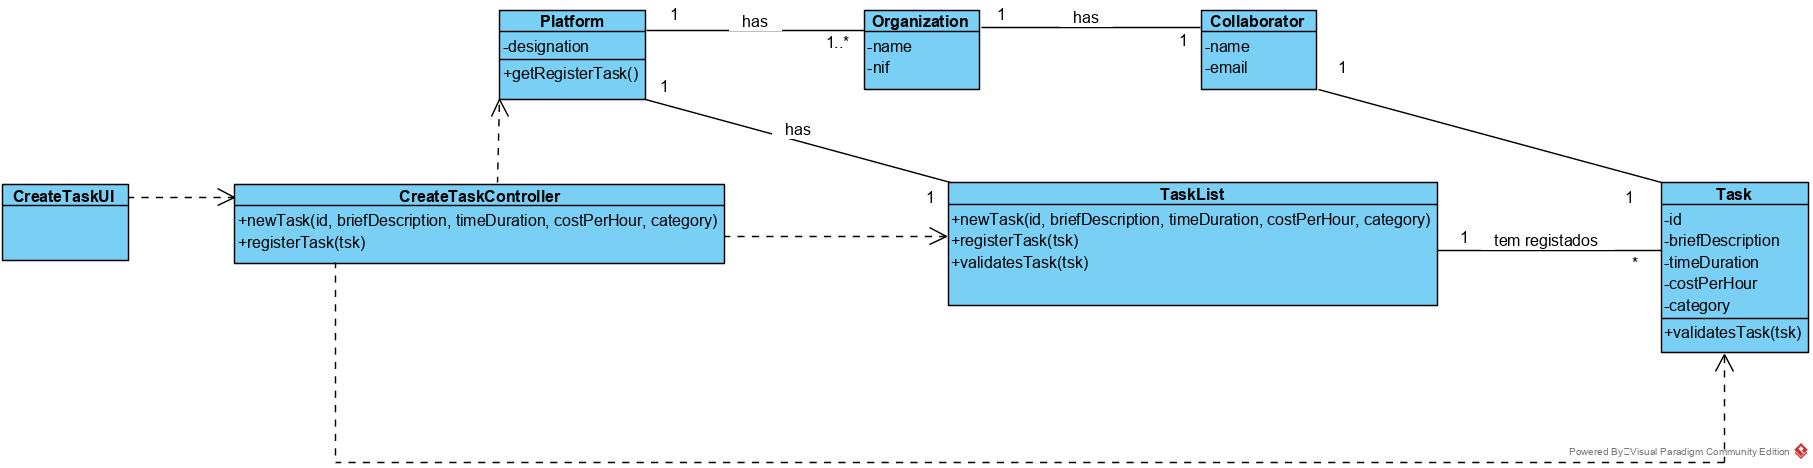 Platform
-designation
+getRegisterTask()
1
has
1..*
Organization
-name
-nif
1
has
1
Collaborator
-name
-email
1
1
has
1
1
CreateTaskUI
CreateTaskController
+newTask(id, briefDescription, timeDuration, costPerHour, category)
+registerTask(tsk)
TaskList
+newTask(id, briefDescription, timeDuration, costPerHour, category)
+registerTask(tsk)
+validatesTask(tsk)
1
tem registados
*
Task
-id
-briefDescription
-timeDuration
-costPerHour
-category
+validatesTask(tsk)
Powered By Visual Paradigm Community Edition